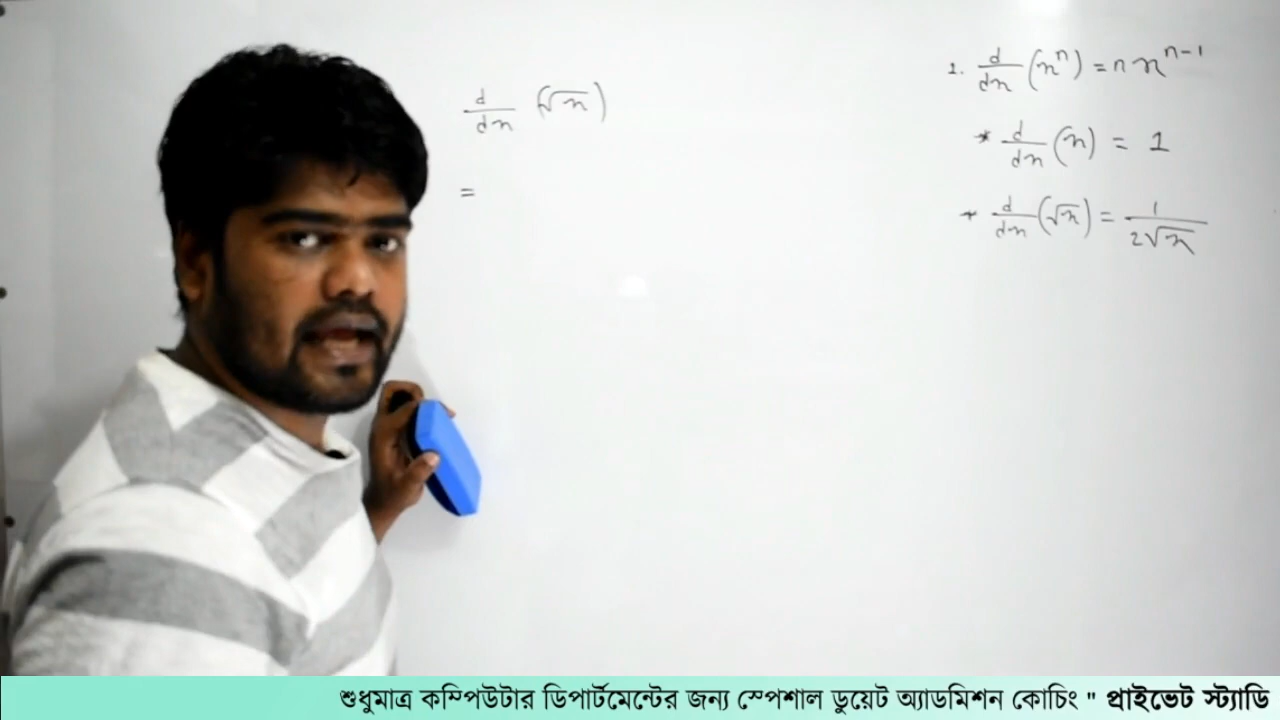 d/dx (√x)
=
1. d/dx (x^n) = n x^{n-1}
* d/dx (x) = 1
* d/dx (√x) = 1/2√x
শুধুমাত্র কম্পিউটার ডিপার্টমেন্টের জন্য স্পেশাল ডুয়েট অ্যাডমিশন কোচিং " প্রাইভেট স্ট্যাডি